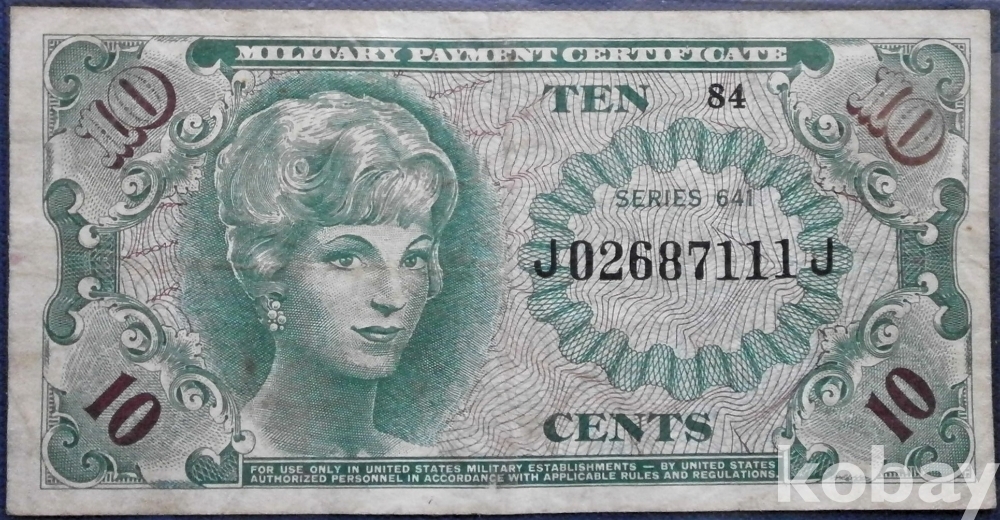 MILITARY PAYMENT CERTIFICATE
10
TEN 84
10
SERIES 641
J02687111J
10
CENTS
10
FOR USE ONLY IN UNITED STATES MILITARY ESTABLISHMENTS — BY UNITED STATES
AUTHORIZED PERSONNEL IN ACCORDANCE WITH APPLICABLE RULES AND REGULATIONS
kobay